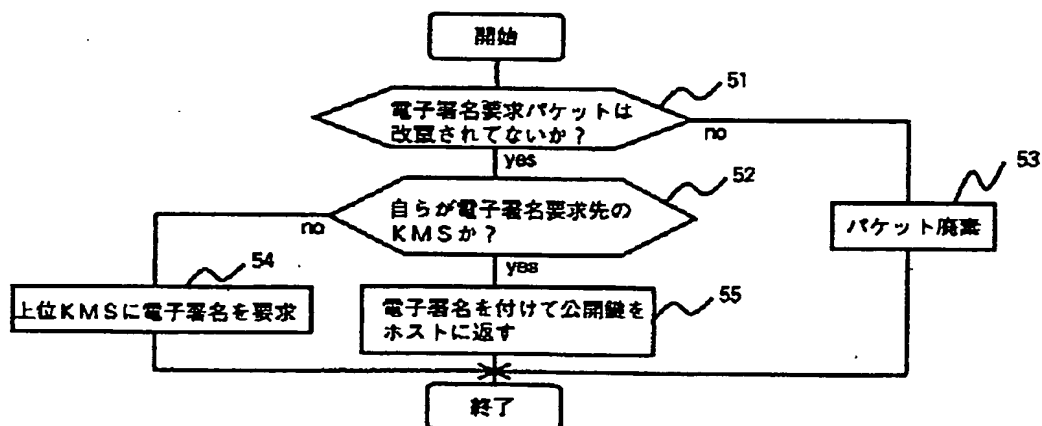 開始
51
電子署名要求パケットは
改竄されてないか？
no
yes
52
53
自らが電子署名要求先の
KMSか？
no
パケット廃棄
yes
54
上位KMSに電子署名を要求
55
電子署名を付けて公開鍵を
ホストに返す
終了